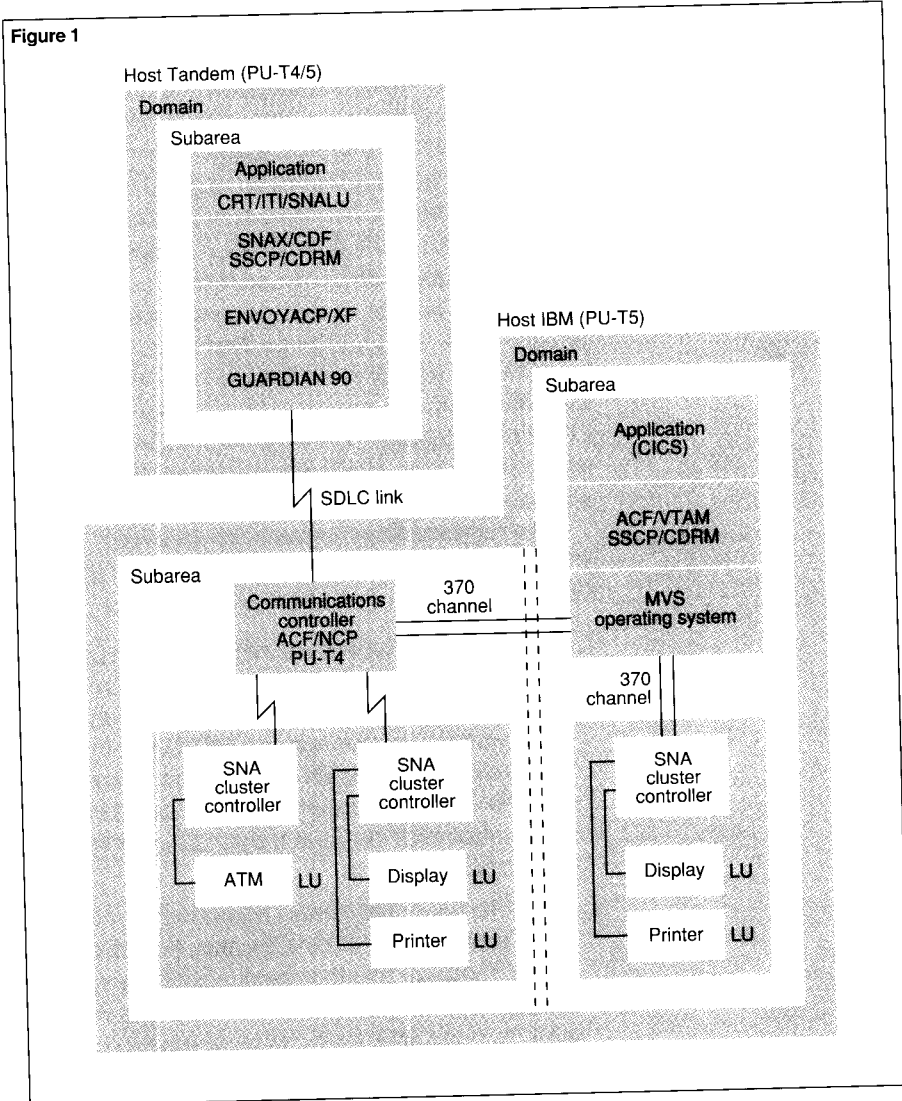 Figure 1
Host Tandem (PU-T4/5)
Domain
Subarea
Application
CRT/ITI/SNALU
SNAX/CDF
SSCP/CDRM
ENVOYACP/XF
GUARDIAN 90
SDLC link
Host IBM (PU-T5)
Domain
Subarea
Application
(CICS)
ACF/VTAM
SSCP/CDRM
MVS
operating system
370
channel
Subarea
Communications
controller
ACF/NCP
PU-T4
370
channel
SNA
cluster
controller
ATM
LU
SNA
cluster
controller
Display
LU
Printer
LU
SNA
cluster
controller
Display
LU
Printer
LU